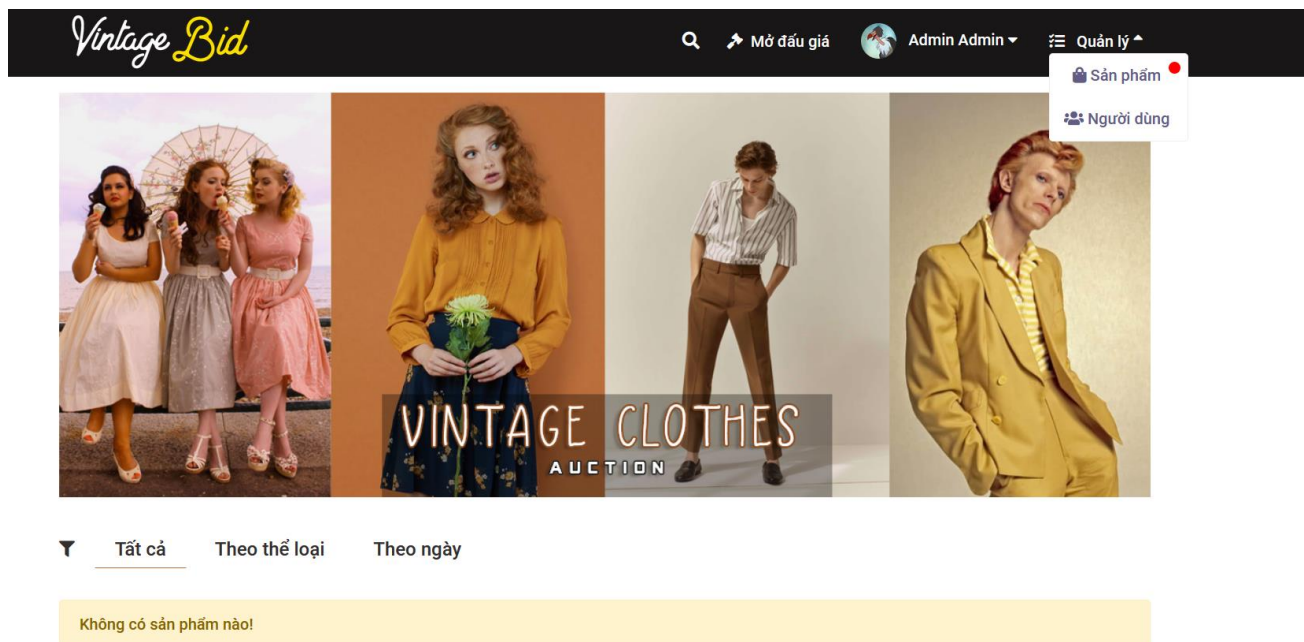 Vintage Bid
Mở đấu giá
Admin Admin
Quản lý
Sản phẩm
Người dùng
VINTAGE CLOTHES
AUCTION
Tất cả
Theo thể loại
Theo ngày
Không có sản phẩm nào!